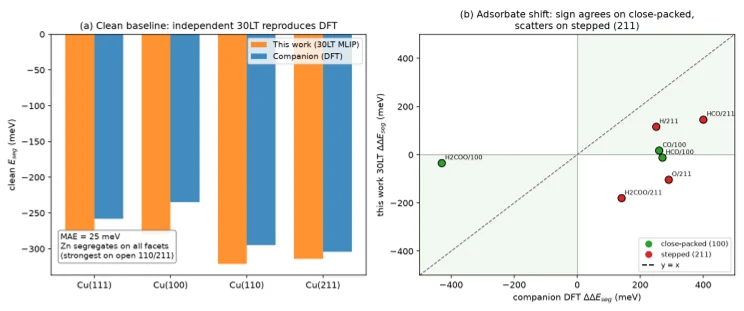 (a) Clean baseline: independent 30LT reproduces DFT
clean E_seg (meV)
0
−50
−100
−150
−200
−250
−300
This work (30LT MLIP)
Companion (DFT)
MAE = 25 meV
Zn segregates on all facets
(strongest on open 110/211)
Cu(111)
Cu(100)
Cu(110)
Cu(211)
(b) Adsorbate shift: sign agrees on close-packed,
scatters on stepped (211)
this work 30LT ΔΔE_seg (meV)
400
200
0
−200
−400
HCO/211
H/211
CO/100
HCO/100
H2COO/100
O/211
H2COO/211
close-packed (100)
stepped (211)
y = x
−400
−200
0
200
400
companion DFT ΔΔE_seg (meV)